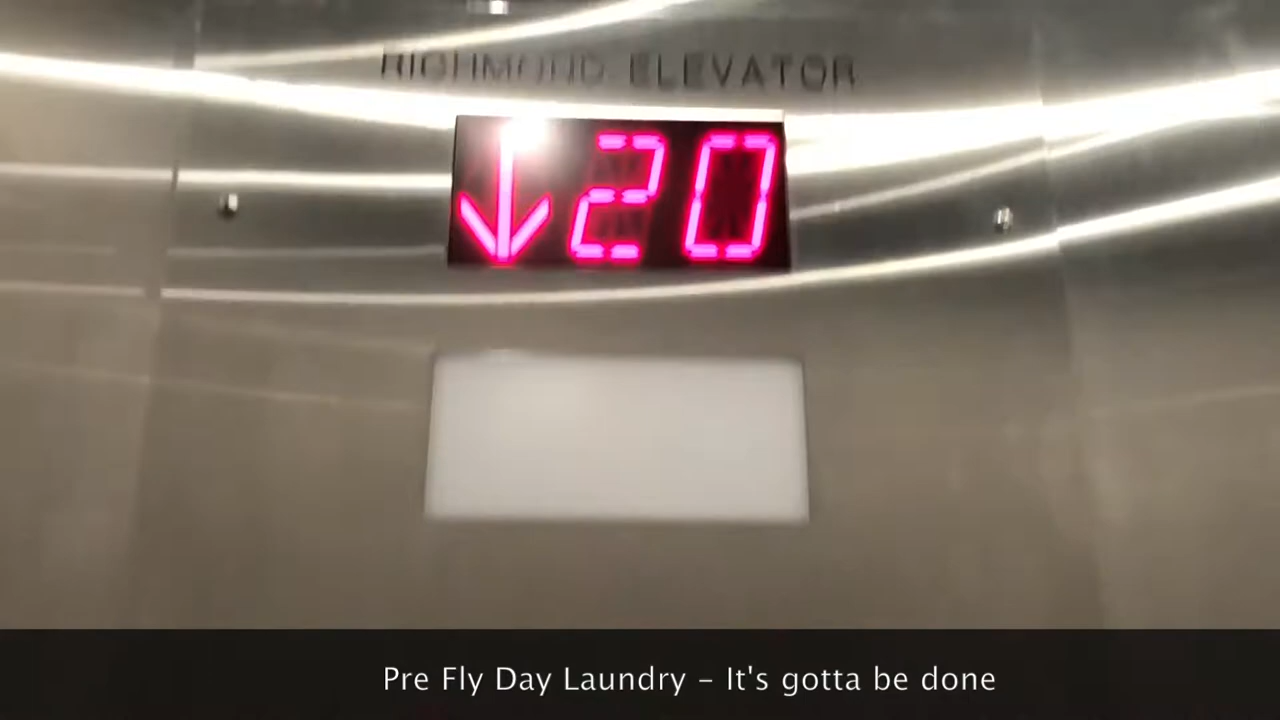 RICHMOND ELEVATOR
↓20
Pre Fly Day Laundry – It's gotta be done